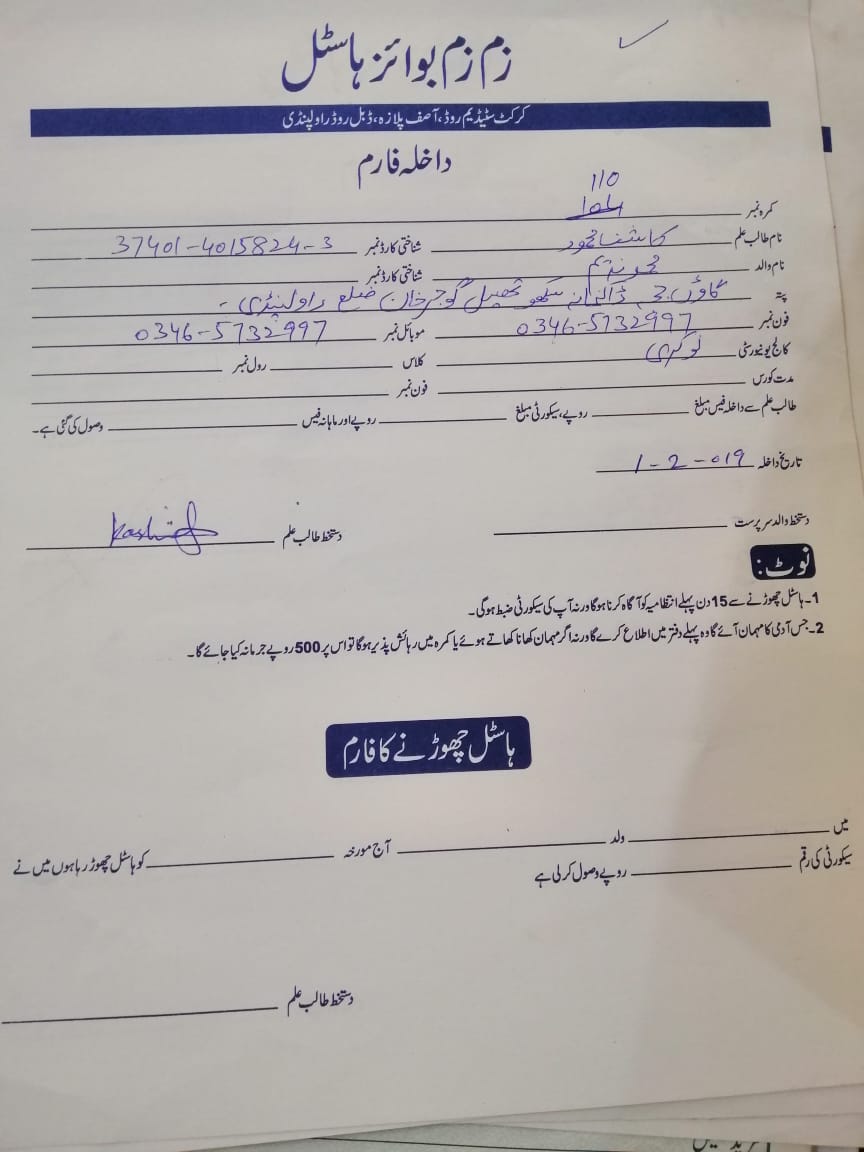 زم زم بوائز ہاسٹل
کرکٹ سٹیڈیم روڈ، آصف پلازہ، ڈبل روڈ راولپنڈی
داخلہ فارم
110
کمرہ نمبر
نام طالب علم کاشف محمود شناختی کارڈ نمبر 37401-4015824-3
نام والد محمد ندیم شناختی کارڈ نمبر
پتہ گاؤں ڈاکخانہ سکھو تحصیل گوجرخان ضلع راولپنڈی -
فون نمبر 0346-5732997 موبائل نمبر 0346-5732997
کالج یونیورسٹی نوکری کلاس رول نمبر
مدت کورس فون نمبر
طالب علم سے داخلہ فیس مبلغ روپے، سیکورٹی مبلغ روپے اور ماہانہ فیس وصول کی گئی ہے۔
تاریخ داخلہ 1-2-019
دستخط والد سرپرست دستخط طالب علم Kashif
نوٹ:
1۔ ہاسٹل چھوڑنے سے 15 دن پہلے انتظامیہ کو آگاہ کرنا ہوگا ورنہ آپ کی سیکورٹی ضبط ہوگی۔
2۔ جس آدمی کا مہمان آئے گا وہ پہلے دفتر میں اطلاع کرے گا ورنہ اگر مہمان کھانا کھاتے ہوئے یا کمرہ میں رہائش پذیر ہوگا تو اس پر 500 روپے جرمانہ کیا جائے گا۔
ہاسٹل چھوڑنے کا فارم
میں ولد آج مورخہ کو ہاسٹل چھوڑ رہا ہوں میں نے
سیکورٹی کی رقم روپے وصول کر لی ہے
دستخط طالب علم